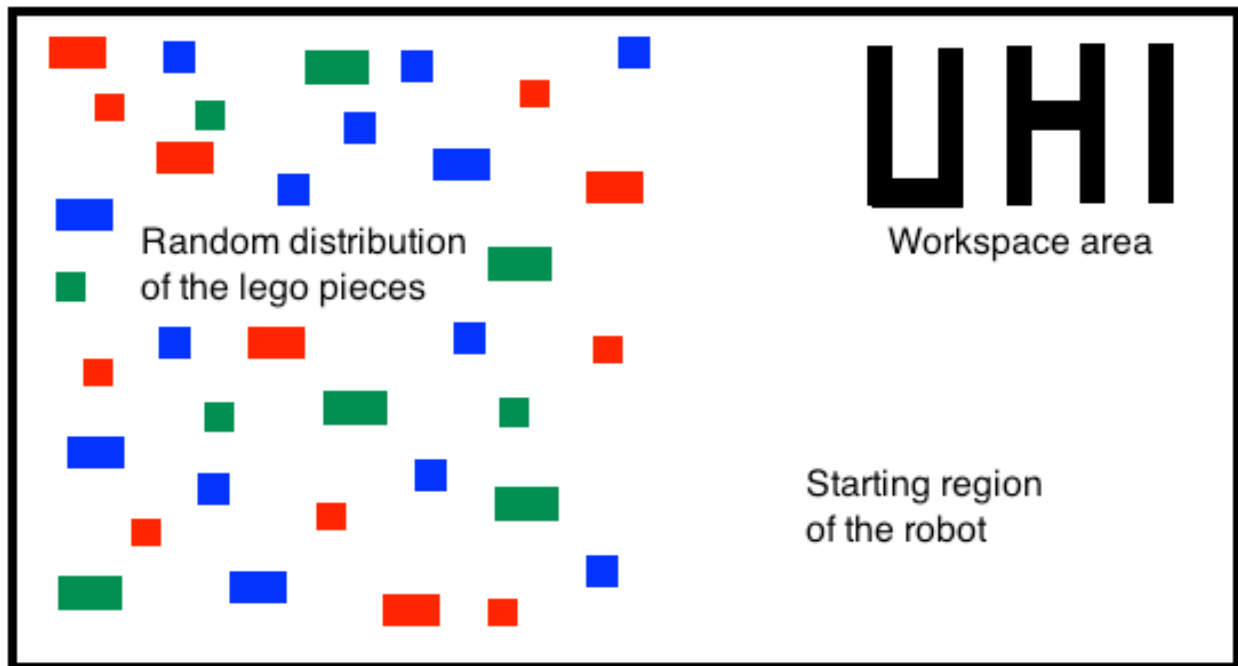 UHI
Workspace area
Random distribution
of the lego pieces
Starting region
of the robot